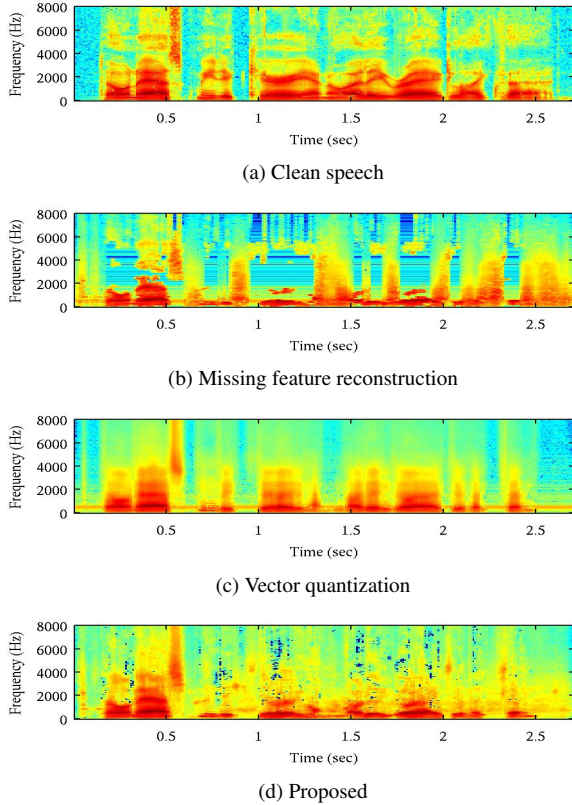 Frequency (Hz)
8000
6000
4000
2000
0
0.5 1 1.5 2 2.5
Time (sec)
(a) Clean speech
Frequency (Hz)
8000
6000
4000
2000
0
0.5 1 1.5 2 2.5
Time (sec)
(b) Missing feature reconstruction
Frequency (Hz)
8000
6000
4000
2000
0
0.5 1 1.5 2 2.5
Time (sec)
(c) Vector quantization
Frequency (Hz)
8000
6000
4000
2000
0
0.5 1 1.5 2 2.5
Time (sec)
(d) Proposed